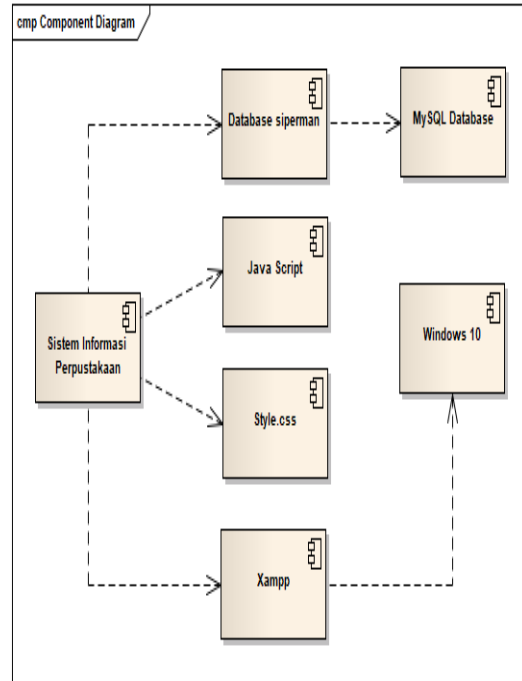 cmp Component Diagram
Database siperman
MySQL Database
Java Script
Sistem Informasi
Perpustakaan
Windows 10
Style.css
Xampp